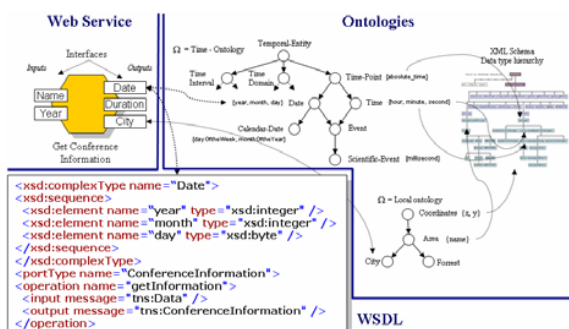 Web Service
Interfaces
Inputs
Outputs
Name
Year
Date
Duration
City
Get Conference
Information
Ontologies
Ω = Time - Ontology
Temporal-Entity
Time
Interval
Time
Domain
Time-Point
[absolute_time]
{year, month, day}
Date
Time
{hour, minute, second}
Calendar-Date
{dayOftheWeek, monthOftheYear}
Event
Scientific-Event
{millisecond}
XML Schema
Data type hierarchy
Ω = Local ontology
Coordinates {x, y}
Area {name}
City
Forrest
<xsd:complexType name="Date">
<xsd:sequence>
<xsd:element name="year" type="xsd:integer" />
<xsd:element name="month" type="xsd:integer" />
<xsd:element name="day" type="xsd:byte" />
</xsd:sequence>
</xsd:complexType>
<portType name="ConferenceInformation">
<operation name="getInformation">
<input message="tns:Data" />
<output message="tns:ConferenceInformation" />
</operation>
WSDL